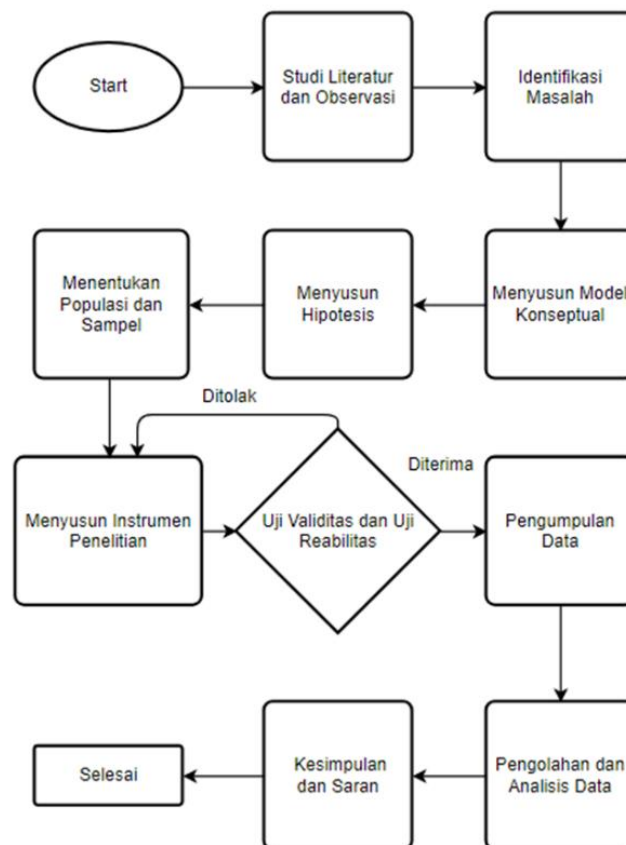 Start
Studi Literatur
dan Observasi
Identifikasi
Masalah
Menyusun Model
Konseptual
Menyusun
Hipotesis
Menentukan
Populasi dan
Sampel
Ditolak
Menyusun Instrumen
Penelitian
Uji Validitas dan Uji
Reabilitas
Diterima
Pengumpulan
Data
Pengolahan dan
Analisis Data
Kesimpulan
dan Saran
Selesai